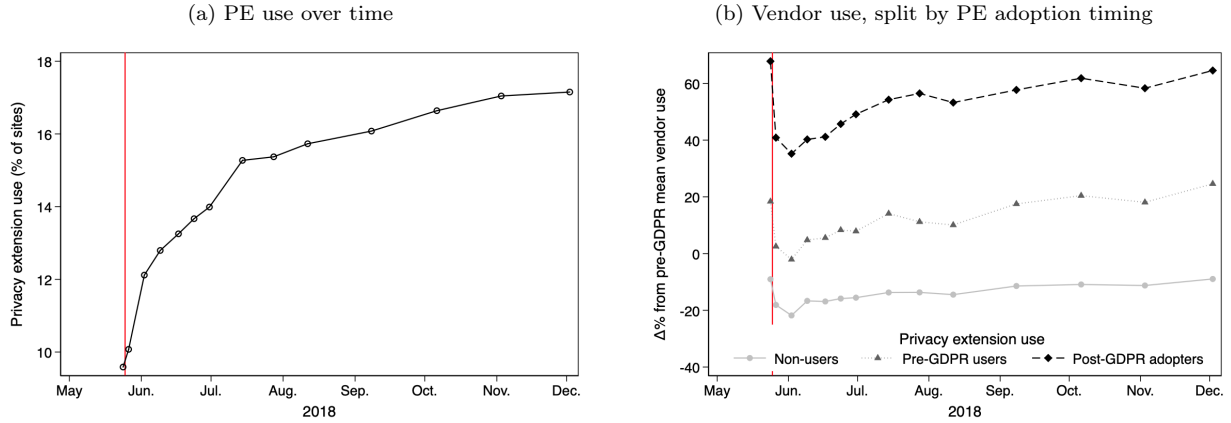 (a) PE use over time
Privacy extension use (% of sites)
18
16
14
12
10
May Jun. Jul. Aug. Sep. Oct. Nov. Dec.
2018
(b) Vendor use, split by PE adoption timing
Δ% from pre-GDPR mean vendor use
60
40
20
0
-20
-40
Privacy extension use
Non-users Pre-GDPR users Post-GDPR adopters
May Jun. Jul. Aug. Sep. Oct. Nov. Dec.
2018